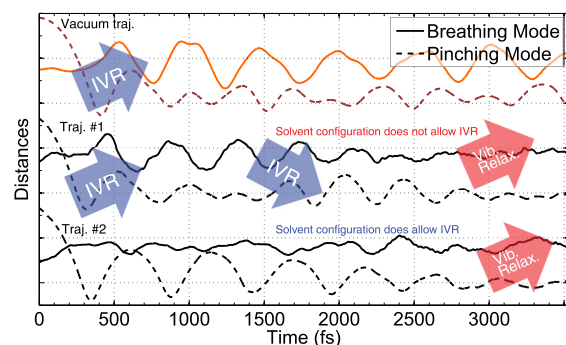 Vacuum traj.
Breathing Mode
Pinching Mode
IVR
Traj. #1
Solvent configuration does not allow IVR
IVR
IVR
Vib.
Relax.
Traj. #2
Solvent configuration does allow IVR
Vib.
Relax.
Distances
0 500 1000 1500 2000 2500 3000
Time (fs)